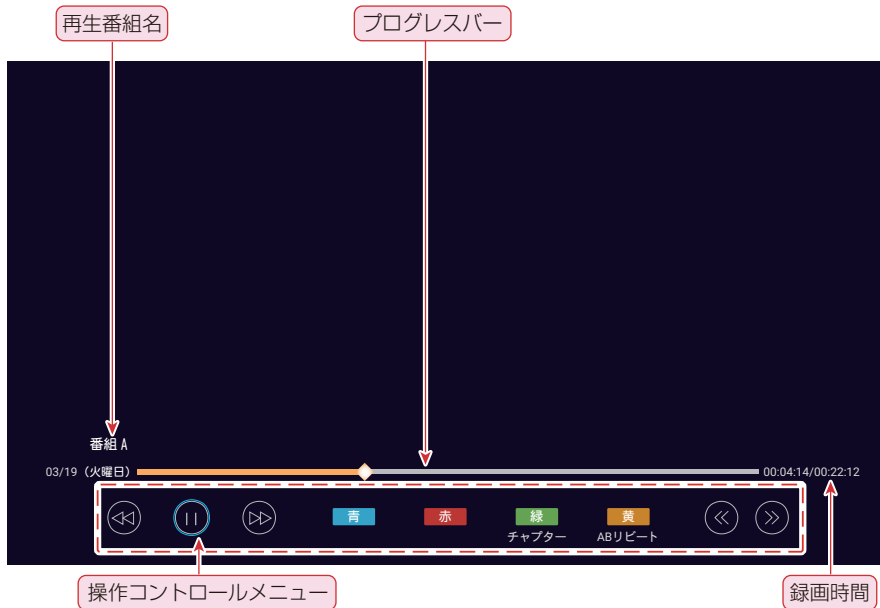 再生番組名
プログレスバー
番組 A
03/19（火曜日）
00:04:14/00:22:12
青
赤
緑
黄
チャプター
ABリピート
操作コントロールメニュー
録画時間